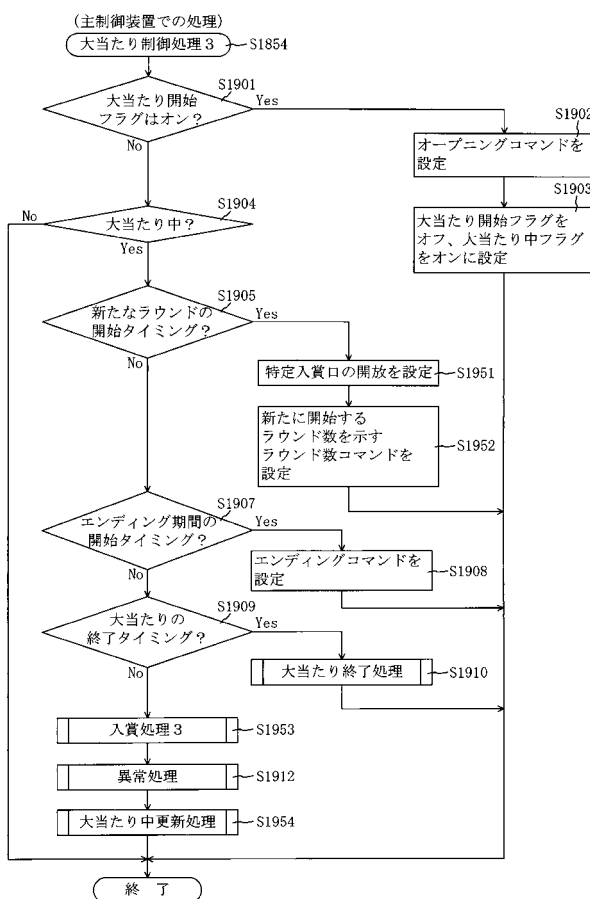 (主制御装置での処理)
大当たり制御処理3
S1854
S1901
大当たり開始
フラグはオン?
Yes
No
S1902
オープニングコマンドを
設定
S1903
大当たり開始フラグを
オフ、大当たり中フラグ
をオンに設定
S1904
No
大当たり中?
Yes
S1905
新たなラウンドの
開始タイミング?
Yes
No
特定入賞口の開放を設定
S1951
新たに開始する
ラウンド数を示す
ラウンド数コマンドを
設定
S1952
S1907
エンディング期間の
開始タイミング?
Yes
No
エンディングコマンドを
設定
S1908
S1909
大当たりの
終了タイミング?
Yes
No
大当たり終了処理
S1910
入賞処理3
S1953
異常処理
S1912
大当たり中更新処理
S1954
終 了